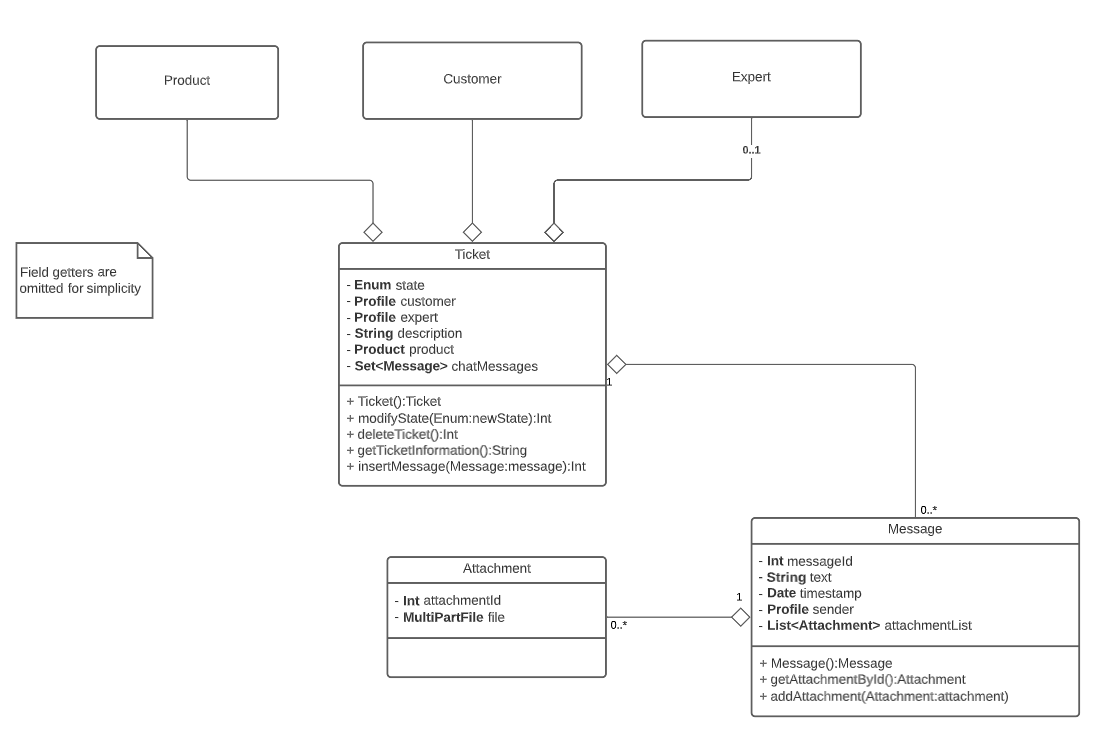 Product
Customer
Expert
0..1
Field getters are
omitted for simplicity
Ticket
- Enum state
- Profile customer
- Profile expert
- String description
- Product product
- Set<Message> chatMessages
1
+ Ticket():Ticket
+ modifyState(Enum:newState):Int
+ deleteTicket():Int
+ getTicketInformation():String
+ insertMessage(Message:message):Int
0..*
Message
- Int messageId
- String text
- Date timestamp
- Profile sender
- List<Attachment> attachmentList
+ Message():Message
+ getAttachmentById():Attachment
+ addAttachment(Attachment:attachment)
1
0..*
Attachment
- Int attachmentId
- MultiPartFile file